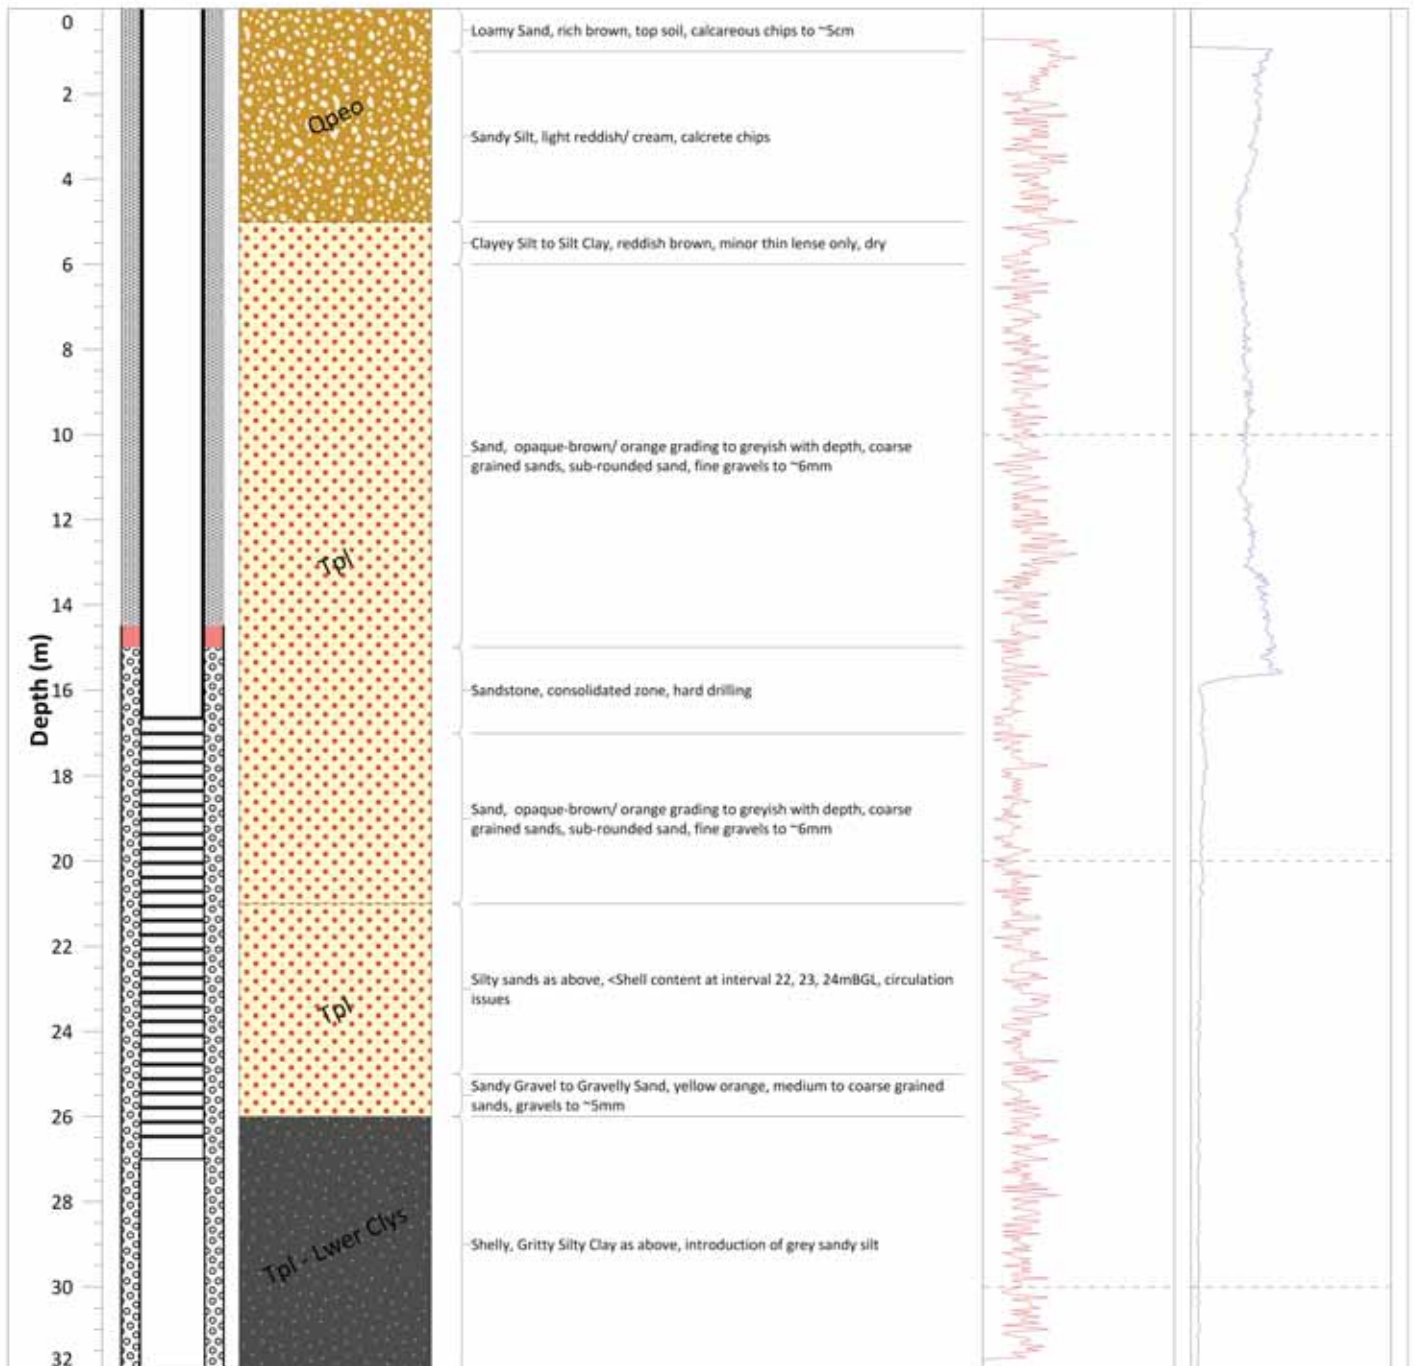 0
Loamy Sand, rich brown, top soil, calcareous chips to ~5cm
2
Qpeo
Sandy Silt, light reddish/ cream, calcrete chips
4
Clayey Silt to Silt Clay, reddish brown, minor thin lense only, dry
6
8
10
Sand,  opaque-brown/ orange grading to greyish with depth, coarse
grained sands, sub-rounded sand, fine gravels to ~6mm
12
Tpl
14
Depth (m)
16
Sandstone, consolidated zone, hard drilling
18
Sand,  opaque-brown/ orange grading to greyish with depth, coarse
grained sands, sub-rounded sand, fine gravels to ~6mm
20
22
Silty sands as above, <Shell content at interval 22, 23, 24mBGL, circulation
issues
Tpl
24
Sandy Gravel to Gravelly Sand, yellow orange, medium to coarse grained
sands, gravels to ~5mm
26
28
Tpl - Lwer Clys
Shelly, Gritty Silty Clay as above, introduction of grey sandy silt
30
32